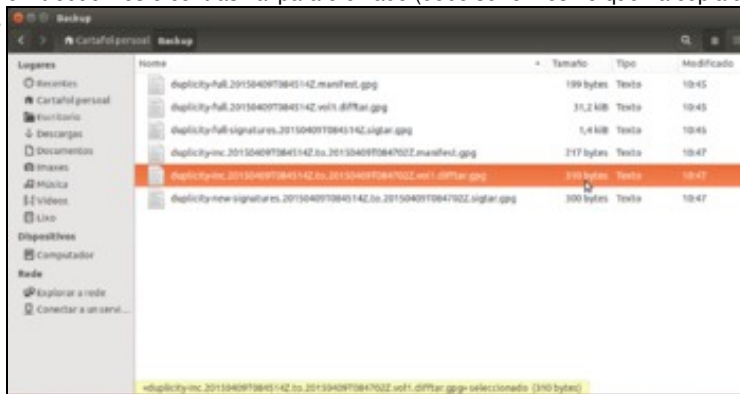 Backup
Cartafol persoal Backup
Lugares
Recentes
Cartafol persoal
Escritorio
Descargas
Documentos
Imaxes
Música
Vídeos
Lixo
Dispositivos
Computador
Rede
Explorar a rede
Conectar a un servi...
Nome Tamaño Tipo Modificado
duplicity-full.20150409T084514Z.manifest.gpg 199 bytes Texto 10:45
duplicity-full.20150409T084514Z.vol1.difftar.gpg 31,2 kB Texto 10:45
duplicity-full-signatures.20150409T084514Z.sigtar.gpg 1,4 kB Texto 10:45
duplicity-inc.20150409T084514Z.to.20150409T084702Z.manifest.gpg 217 bytes Texto 10:47
duplicity-inc.20150409T084514Z.to.20150409T084702Z.vol1.difftar.gpg 310 bytes Texto 10:47
duplicity-new-signatures.20150409T084514Z.to.20150409T084702Z.sigtar.gpg 300 bytes Texto 10:47
«duplicity-inc.20150409T084514Z.to.20150409T084702Z.vol1.difftar.gpg» seleccionado (310 bytes)